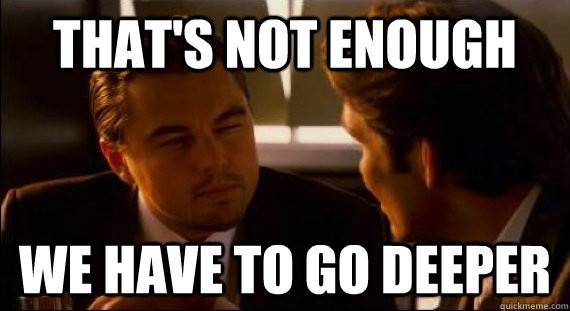 THAT'S NOT ENOUGH
WE HAVE TO GO DEEPER
quickmeme.com